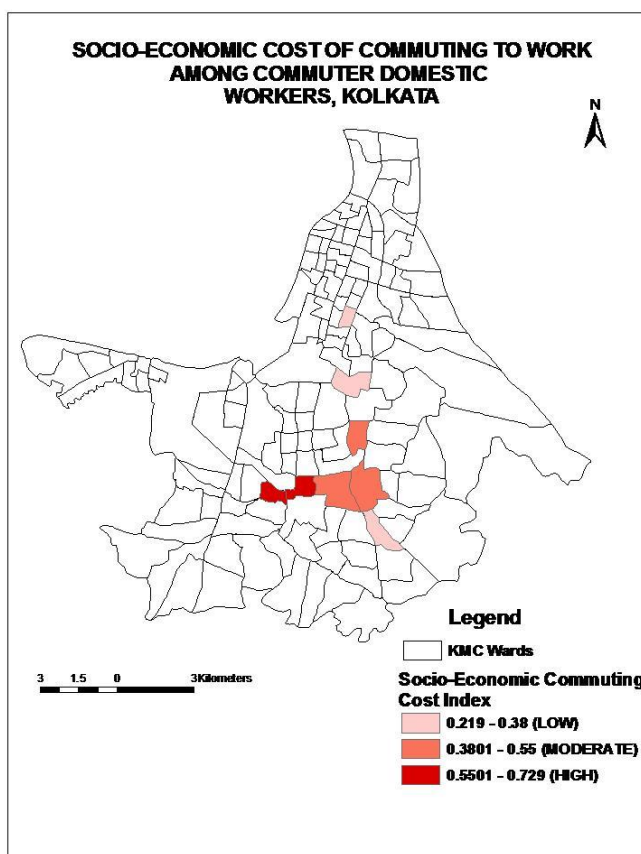 SOCIO-ECONOMIC COST OF COMMUTING TO WORK
AMONG COMMUTER DOMESTIC
WORKERS, KOLKATA
N
Legend
KMC Wards
3 1.5 0 3 Kilometers
Socio-Economic Commuting
Cost Index
0.219 - 0.38 (LOW)
0.3801 - 0.55 (MODERATE)
0.5501 - 0.729 (HIGH)